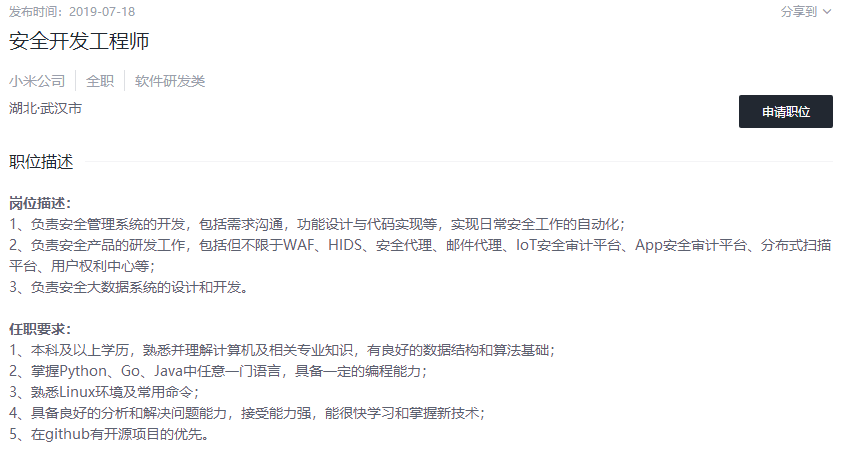 发布时间：2019-07-18 分享到
安全开发工程师
小米公司 全职 软件研发类
湖北·武汉市
申请职位
职位描述
岗位描述：
1、负责安全管理系统的开发，包括需求沟通，功能设计与代码实现等，实现日常安全工作的自动化；
2、负责安全产品的研发工作，包括但不限于WAF、HIDS、安全代理、邮件代理、IoT安全审计平台、App安全审计平台、分布式扫描
平台、用户权利中心等；
3、负责安全大数据系统的设计和开发。
任职要求：
1、本科及以上学历，熟悉并理解计算机及相关专业知识，有良好的数据结构和算法基础；
2、掌握Python、Go、Java中任意一门语言，具备一定的编程能力；
3、熟悉Linux环境及常用命令；
4、具备良好的分析和解决问题能力，接受能力强，能很快学习和掌握新技术；
5、在github有开源项目的优先。